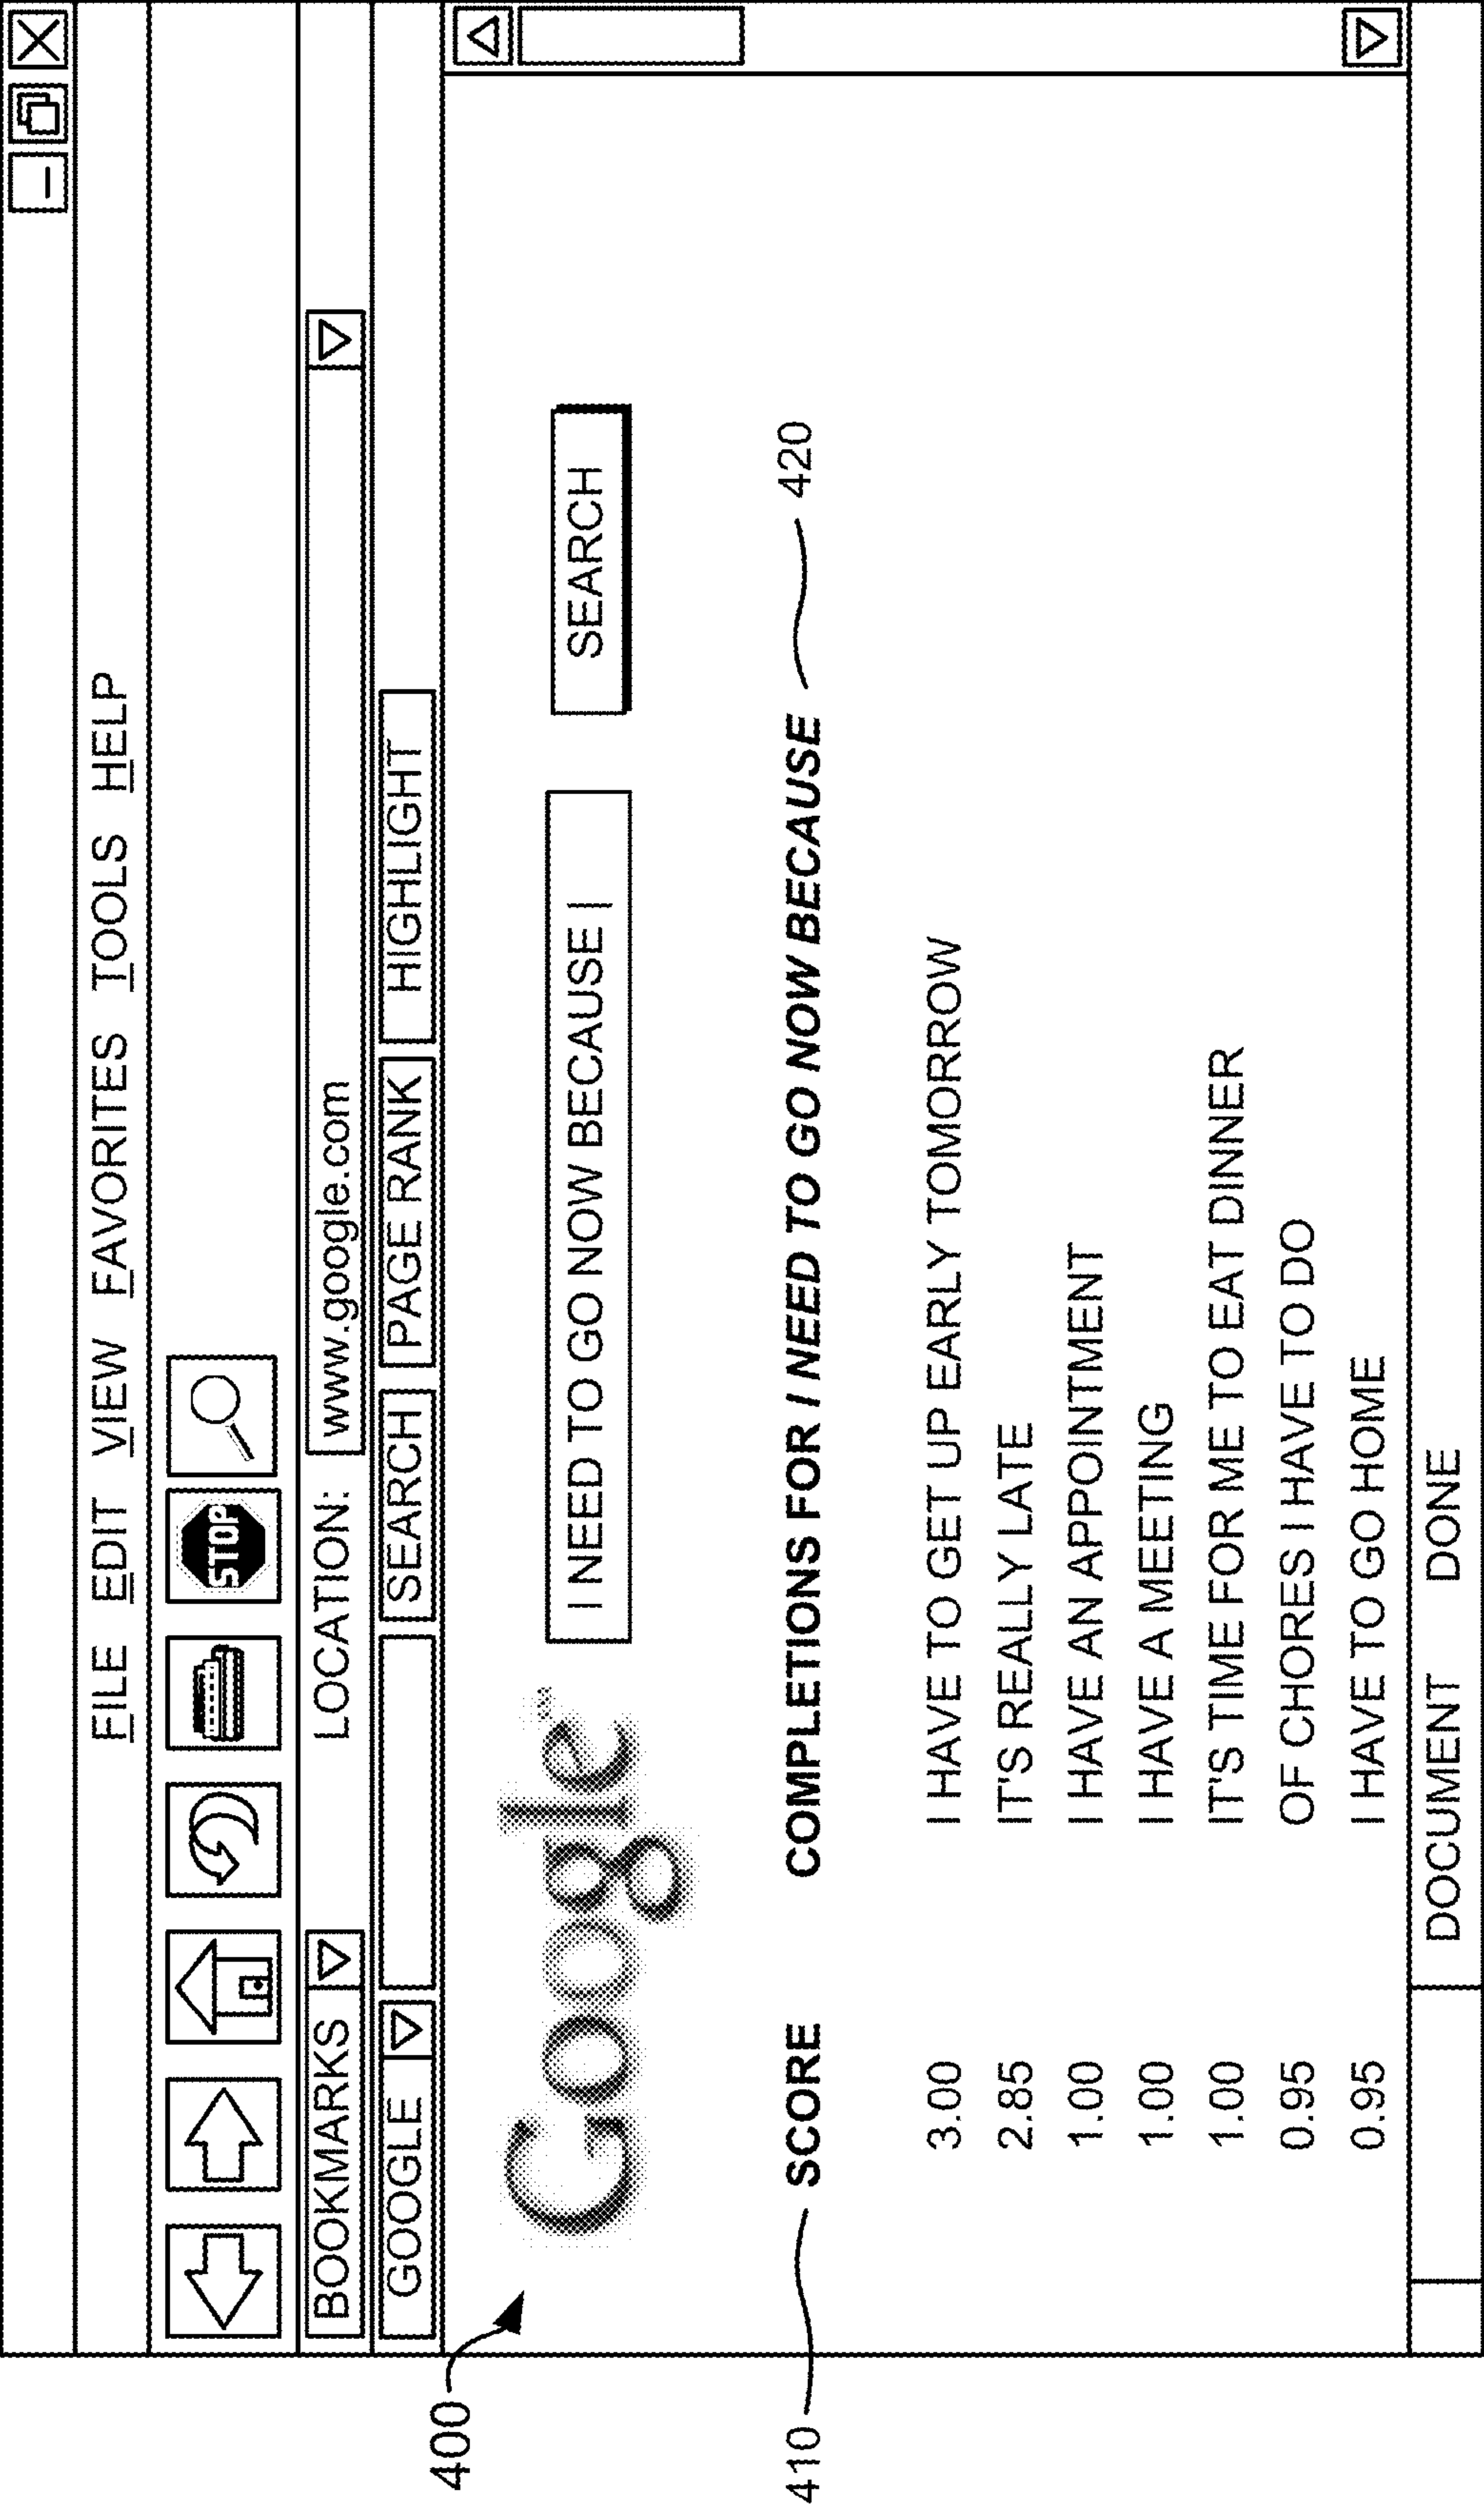 FILE EDIT VIEW FAVORITES TOOLS HELP
STOP
BOOKMARKS LOCATION: www.google.com
GOOGLE SEARCH PAGE RANK HIGHLIGHT
400
Google I NEED TO GO NOW BECAUSE | SEARCH
410 SCORE COMPLETIONS FOR I NEED TO GO NOW BECAUSE 420
3.00 I HAVE TO GET UP EARLY TOMORROW
2.85 IT'S REALLY LATE
1.00 I HAVE AN APPOINTMENT
1.00 I HAVE A MEETING
1.00 IT'S TIME FOR ME TO EAT DINNER
0.95 OF CHORES I HAVE TO DO
0.95 I HAVE TO GO HOME
DOCUMENT DONE